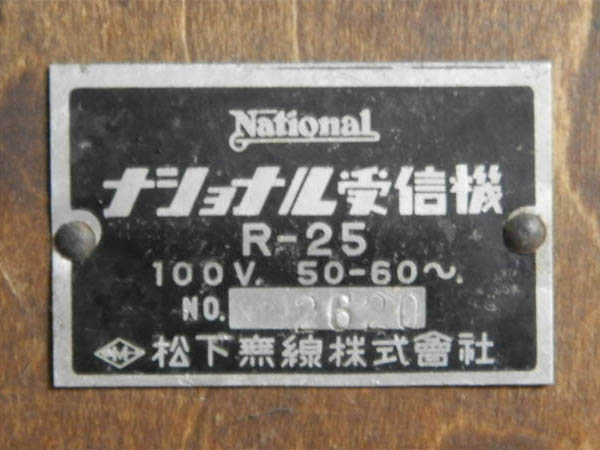 National
ナショナル受信機
R-25
100V. 50-60〜.
NO. 2620
松下無線株式會社